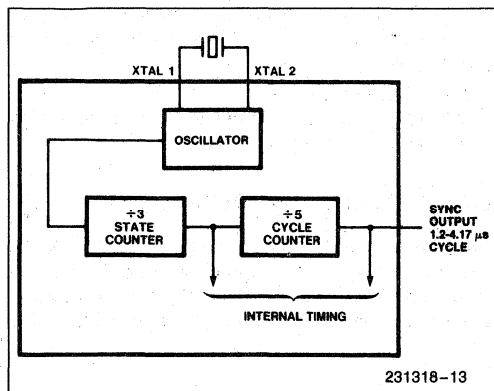 XTAL 1
XTAL 2
OSCILLATOR
÷3
STATE
COUNTER
÷5
CYCLE
COUNTER
SYNC
OUTPUT
1.2-4.17 μs
CYCLE
INTERNAL TIMING
231318-13